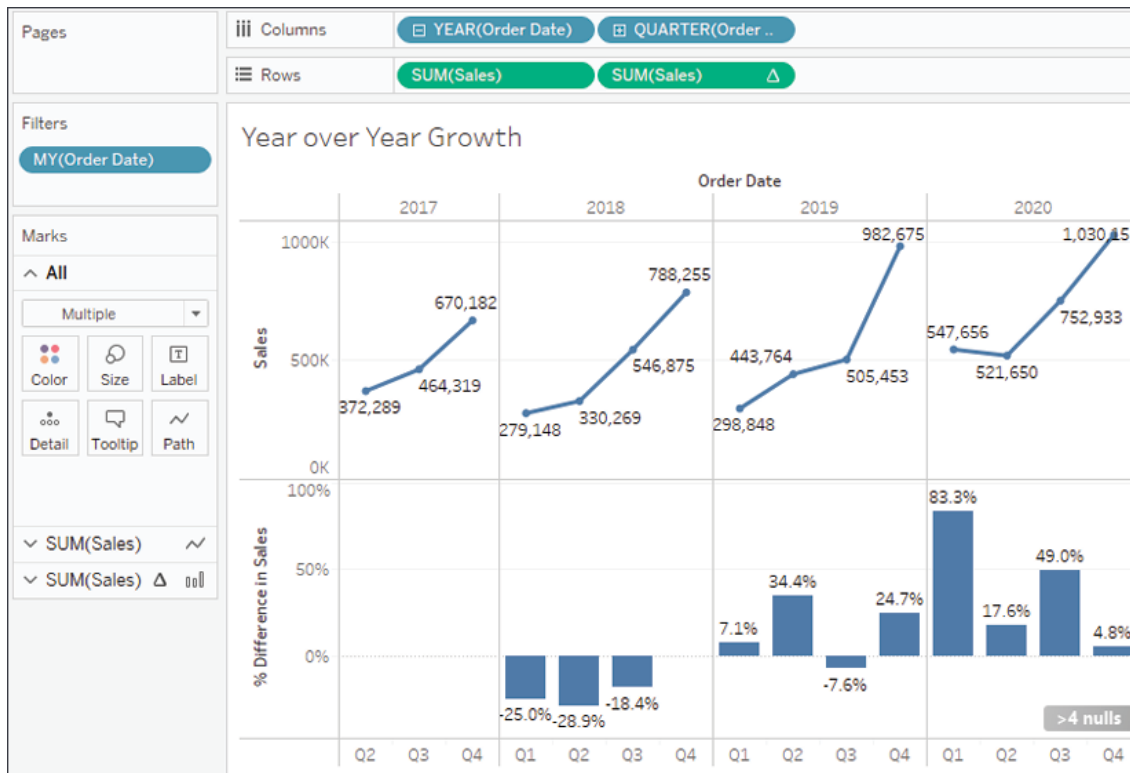 Pages
Columns
YEAR(Order Date)
QUARTER(Order ..
Rows
SUM(Sales)
SUM(Sales) Δ
Filters
MY(Order Date)
Marks
All
Multiple
Color
Size
Label
Detail
Tooltip
Path
SUM(Sales)
SUM(Sales) Δ
Year over Year Growth
Order Date
2017 2018 2019 2020
Sales
1000K
500K
0K
372,289
464,319
670,182
279,148
330,269
546,875
788,255
298,848
443,764
505,453
982,675
547,656
521,650
752,933
1,030,15
% Difference in Sales
100%
50%
0%
-25.0%
-28.9%
-18.4%
7.1%
34.4%
-7.6%
24.7%
83.3%
17.6%
49.0%
4.8%
>4 nulls
Q2 Q3 Q4 Q1 Q2 Q3 Q4 Q1 Q2 Q3 Q4 Q1 Q2 Q3 Q4